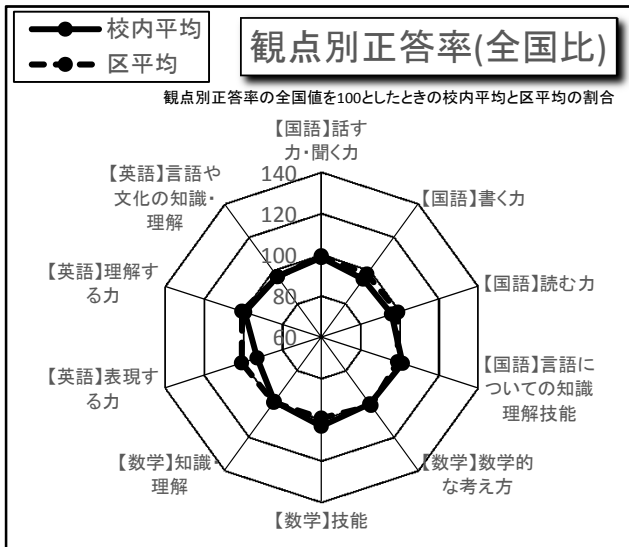 校内平均
区平均
観点別正答率(全国比)
観点別正答率の全国値を100としたときの校内平均と区平均の割合
【国語】話す
力・聞く力
【国語】書く力
【国語】読む力
【国語】言語に
ついての知識
理解技能
【数学】数学的
な考え方
【数学】技能
【数学】知識・
理解
【英語】表現す
る力
【英語】理解す
る力
【英語】言語や
文化の知識・
理解
140
120
100
80
60